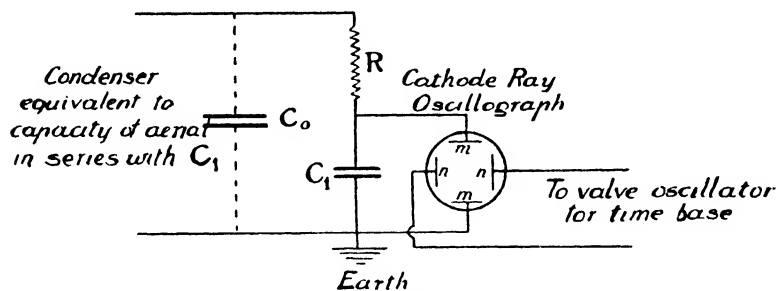 Condenser
equivalent to
capacity of aerial
in series with C₁
C₀
R
C₁
Cathode Ray
Oscillograph
m
n
n
m
To valve oscillator
for time base
Earth